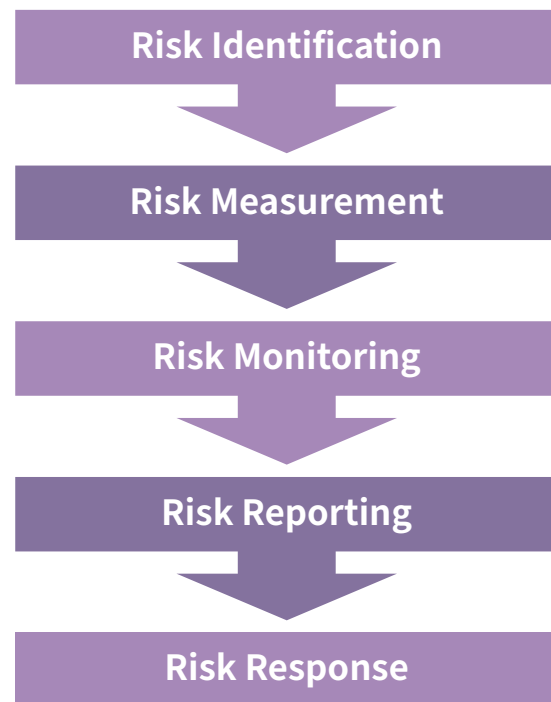 Risk Identification
Risk Measurement
Risk Monitoring
Risk Reporting
Risk Response